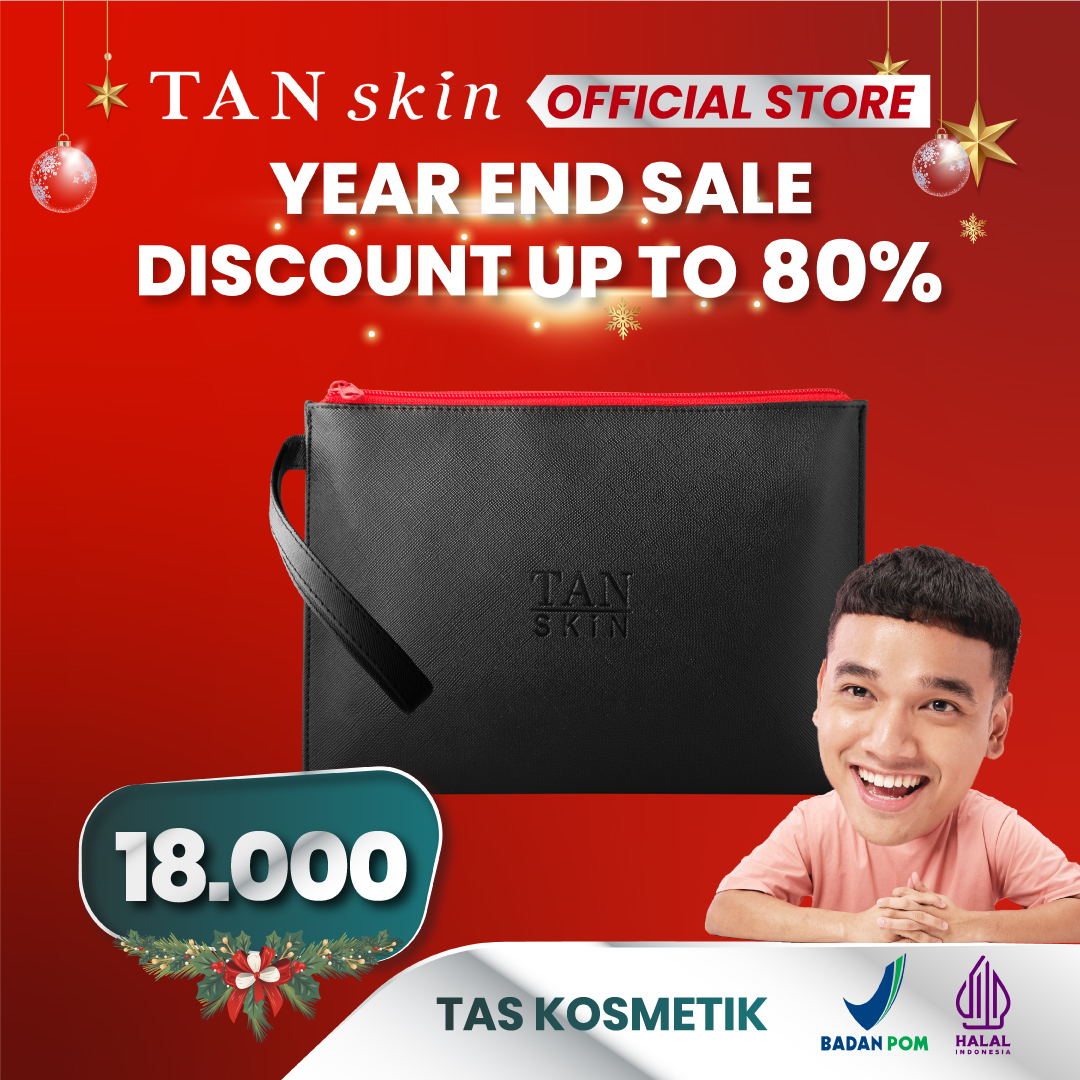 TAN skin OFFICIAL STORE
YEAR END SALE
DISCOUNT UP TO 80%
TAN
SKIN
18.000
TAS KOSMETIK
BADAN POM
HALAL
INDONESIA